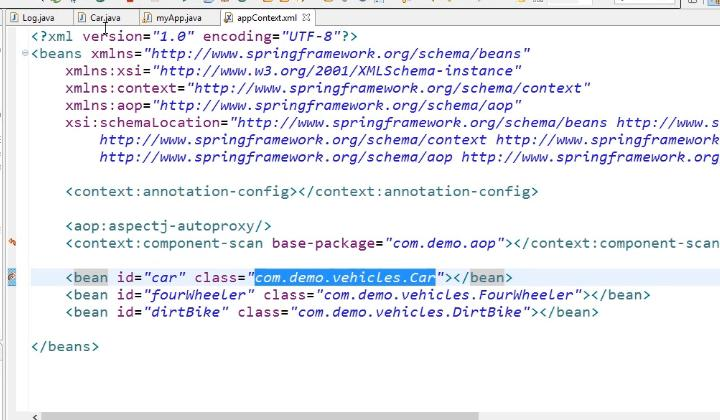 Log.java Car.java myApp.java appContext.xml
<?xml version="1.0" encoding="UTF-8"?>
<beans xmlns="http://www.springframework.org/schema/beans"
xmlns:xsi="http://www.w3.org/2001/XMLSchema-instance"
xmlns:context="http://www.springframework.org/schema/context"
xmlns:aop="http://www.springframework.org/schema/aop"
xsi:schemaLocation="http://www.springframework.org/schema/beans http://www.s
http://www.springframework.org/schema/context http://www.springfra
http://www.springframework.org/schema/aop http://www.springframewo
<context:annotation-config></context:annotation-config>
<aop:aspectj-autoproxy/>
<context:component-scan base-package="com.demo.aop"></context:component-scan
<bean id="car" class="com.demo.vehicles.Car"></bean>
<bean id="fourWheeler" class="com.demo.vehicles.FourWheeler"></bean>
<bean id="dirtBike" class="com.demo.vehicles.DirtBike"></bean>
</beans>